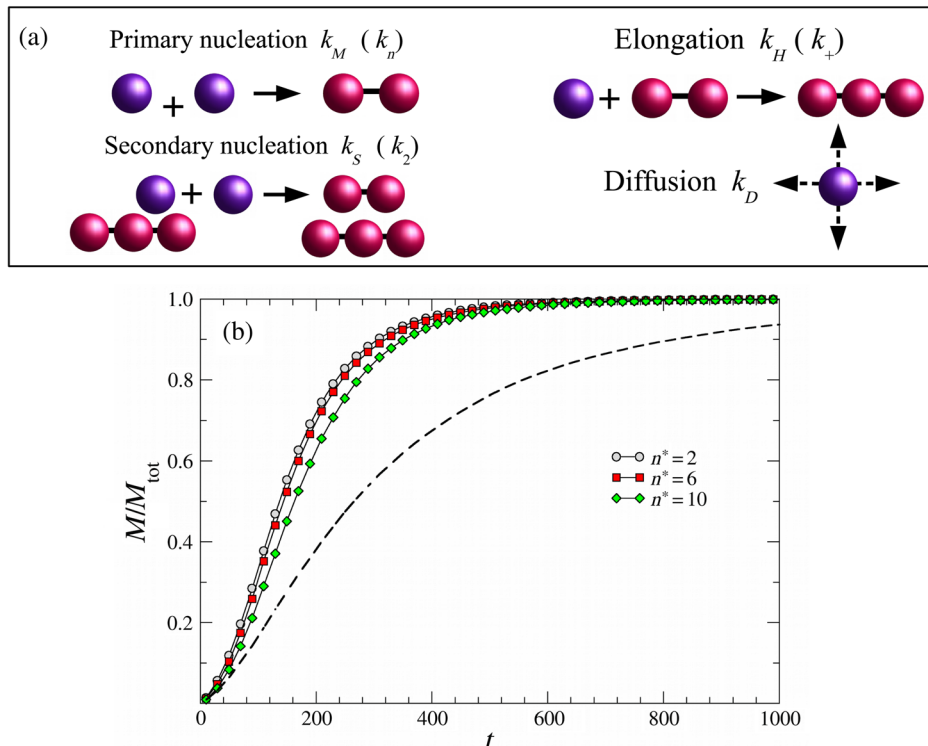 (a)
Primary nucleation k_M (k_n)
+
Secondary nucleation k_S (k_2)
+
Elongation k_H (k_+)
+
Diffusion k_D
(b)
1.0
0.8
0.6
0.4
0.2
M/M_tot
n* = 2
n* = 6
n* = 10
0 200 400 600 800 1000
t